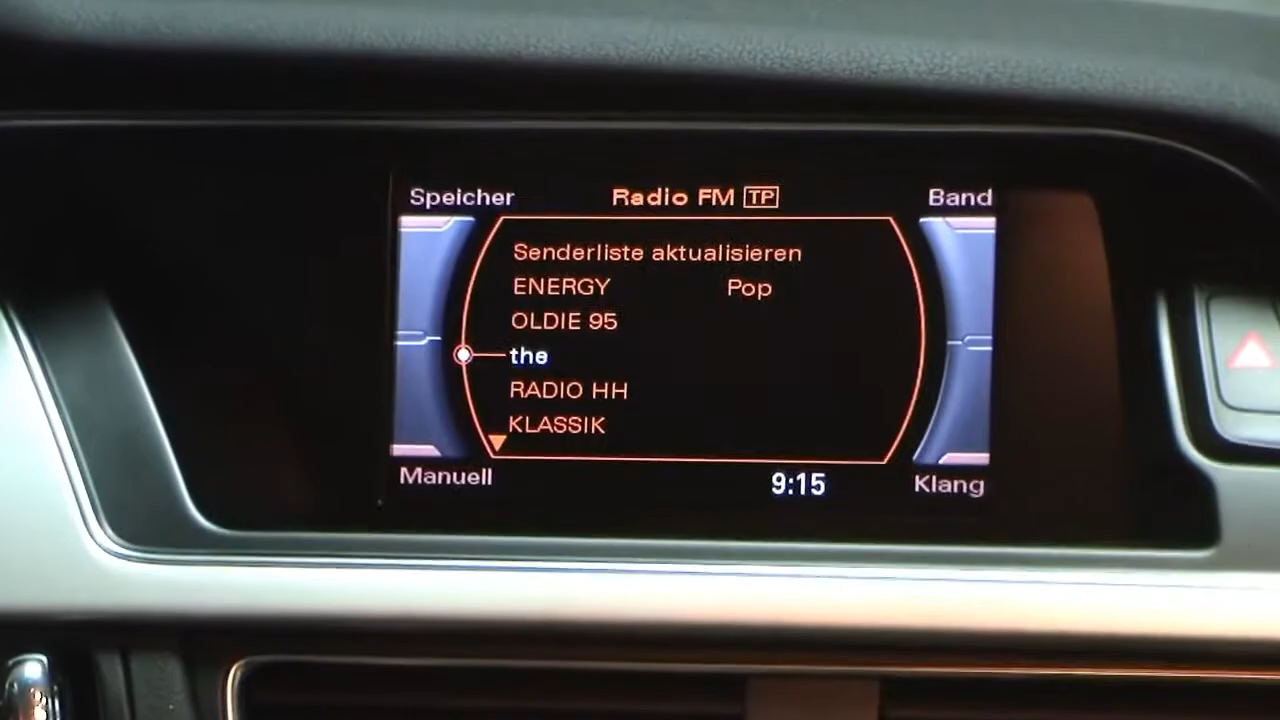 Speicher Radio FM TP Band
Senderliste aktualisieren
ENERGY Pop
OLDIE 95
the
RADIO HH
KLASSIK
Manuell 9:15 Klang